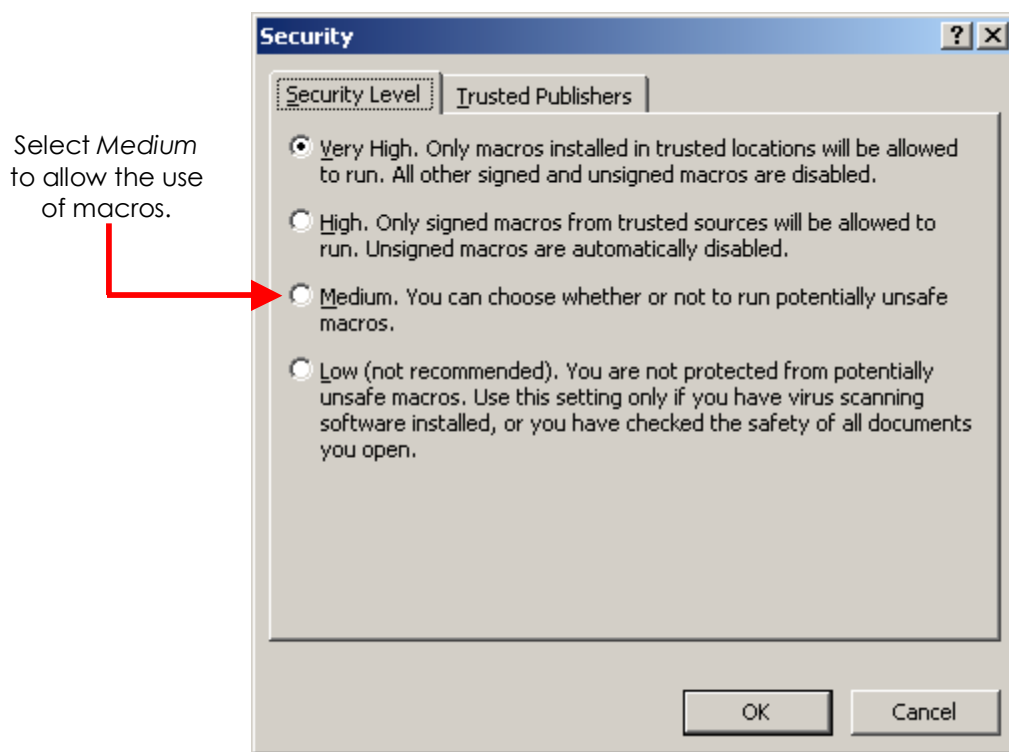 Security
Security Level
Trusted Publishers
Select Medium
to allow the use
of macros.
Very High. Only macros installed in trusted locations will be allowed
to run. All other signed and unsigned macros are disabled.
High. Only signed macros from trusted sources will be allowed to
run. Unsigned macros are automatically disabled.
Medium. You can choose whether or not to run potentially unsafe
macros.
Low (not recommended). You are not protected from potentially
unsafe macros. Use this setting only if you have virus scanning
software installed, or you have checked the safety of all documents
you open.
OK
Cancel